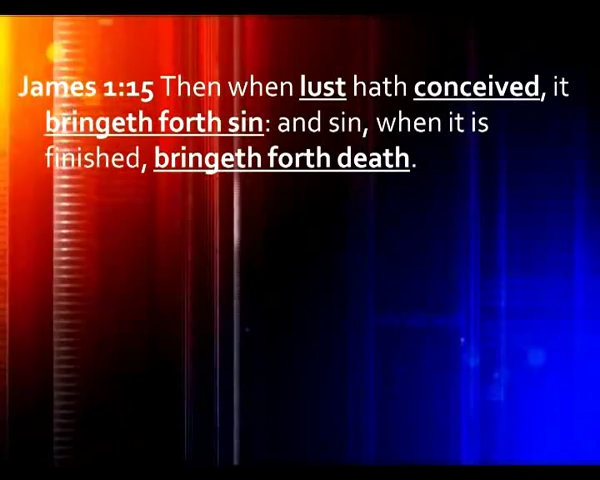 James 1:15 Then when lust hath conceived, it
bringeth forth sin: and sin, when it is
finished, bringeth forth death.